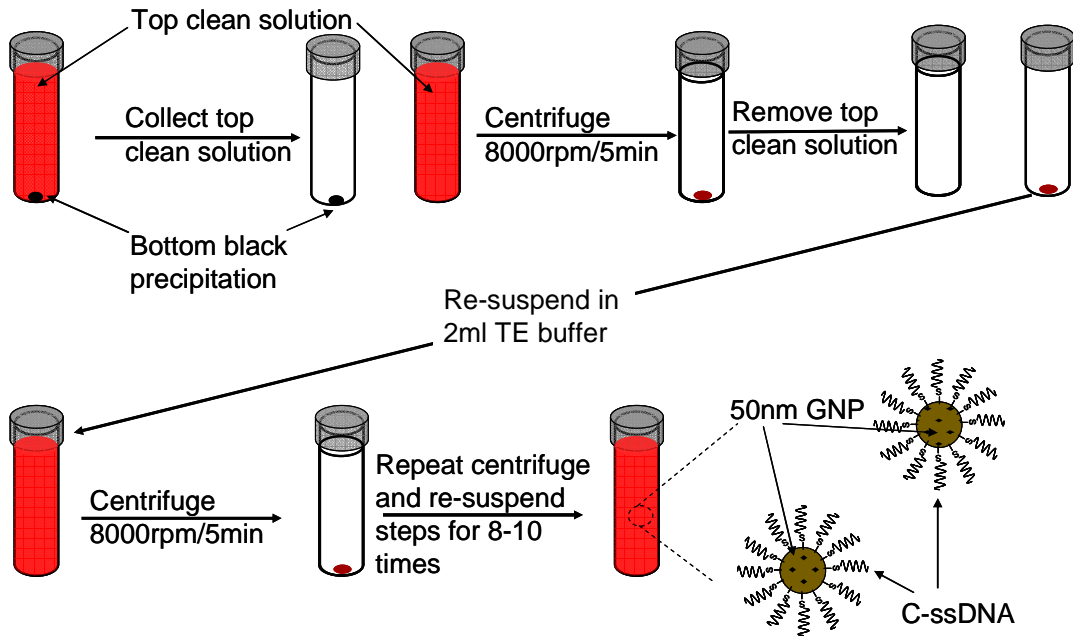 Top clean solution
Collect top
clean solution
Centrifuge
8000rpm/5min
Remove top
clean solution
Bottom black
precipitation
Re-suspend in
2ml TE buffer
Centrifuge
8000rpm/5min
Repeat centrifuge
and re-suspend
steps for 8-10
times
50nm GNP
S S S S S S S S S S S S
S S S S S S S S S S S S
C-ssDNA